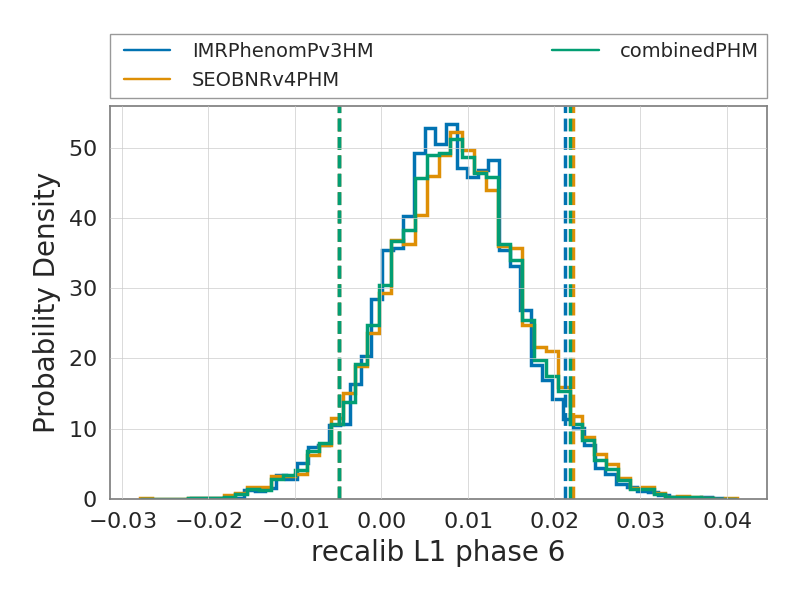 IMRPhenomPv3HM combinedPHM
SEOBNRv4PHM
50
40
30
20
10
0
Probability Density
−0.03 −0.02 −0.01 0.00 0.01 0.02 0.03 0.04
recalib L1 phase 6